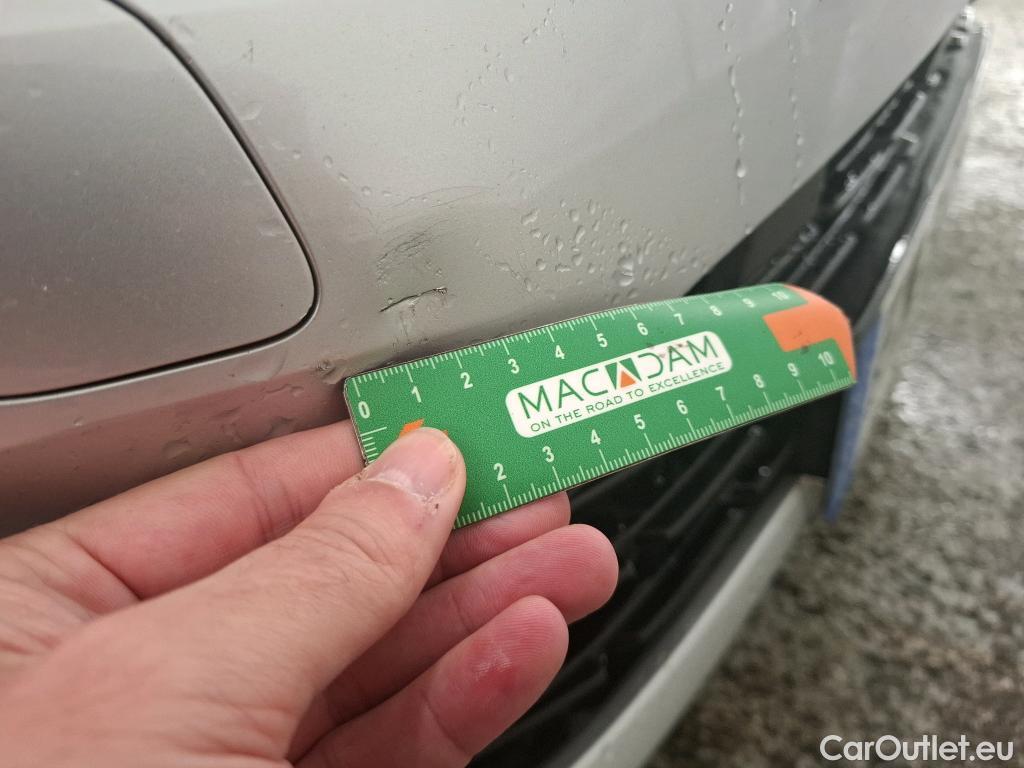 0 1 2 3 4 5 6 7 8 9 10
MACADAM
ON THE ROAD TO EXCELLENCE
2 3 4 5 6 7 8 9 10
CarOutlet.eu